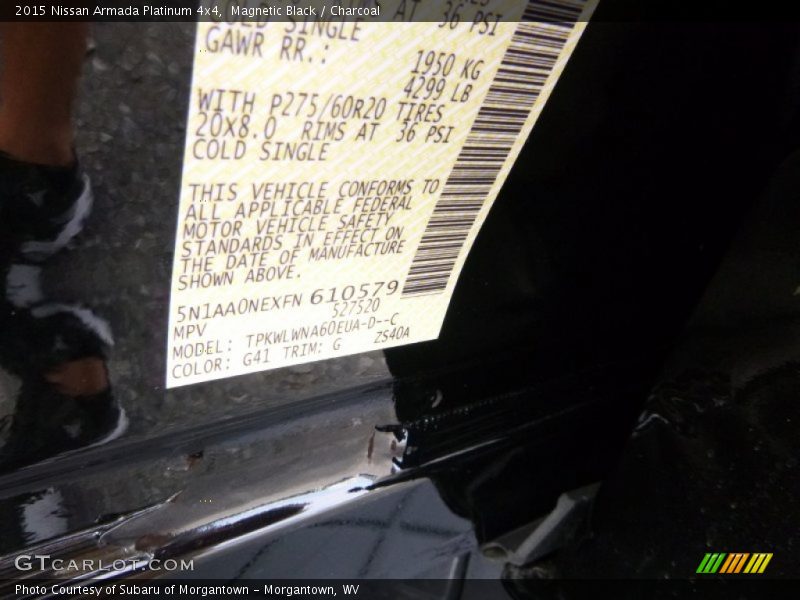 2015 Nissan Armada Platinum 4x4, Magnetic Black / Charcoal
COLD SINGLE AT 36 PSI
GAWR RR.:
1950 KG
4299 LB
WITH P275/60R20 TIRES
20X8.0 RIMS AT 36 PSI
COLD SINGLE
THIS VEHICLE CONFORMS TO
ALL APPLICABLE FEDERAL
MOTOR VEHICLE SAFETY
STANDARDS IN EFFECT ON
THE DATE OF MANUFACTURE
SHOWN ABOVE.
5N1AA0NEXFN 610579
MPV 527520
MODEL: TPKWLWNA60EUA-D--C
COLOR: G41 TRIM: G ZS40A
GTCARLOT.COM
Photo Courtesy of Subaru of Morgantown - Morgantown, WV